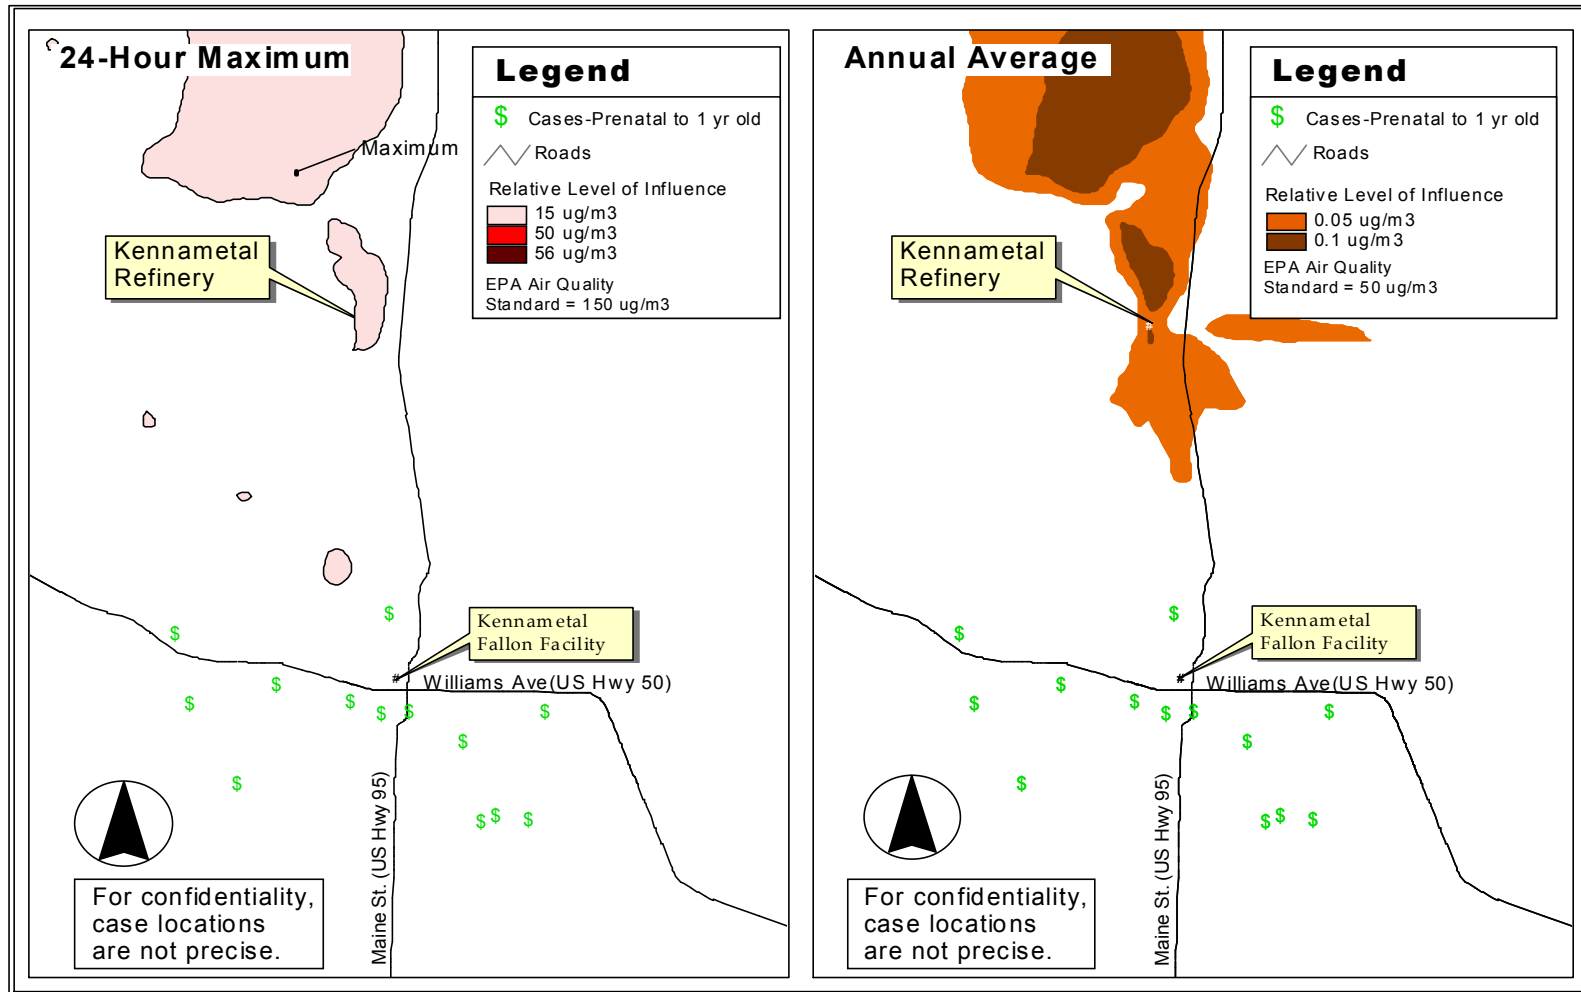 24-Hour Maximum
Legend
$ Cases-Prenatal to 1 yr old
Roads
Relative Level of Influence
15 ug/m3
50 ug/m3
56 ug/m3
EPA Air Quality
Standard = 150 ug/m3
Maximum
Kennametal
Refinery
$
$
Kennametal
Fallon Facility
#
Williams Ave(US Hwy 50)
$
$
$
$
$
$
$
$
$
$
$
Maine St. (US Hwy 95)
For confidentiality,
case locations
are not precise.
Annual Average
Legend
$ Cases-Prenatal to 1 yr old
Roads
Relative Level of Influence
0.05 ug/m3
0.1 ug/m3
EPA Air Quality
Standard = 50 ug/m3
Kennametal
Refinery
#
$
$
Kennametal
Fallon Facility
#
Williams Ave(US Hwy 50)
$
$
$
$
$
$
$
$
$
$
$
Maine St. (US Hwy 95)
For confidentiality,
case locations
are not precise.